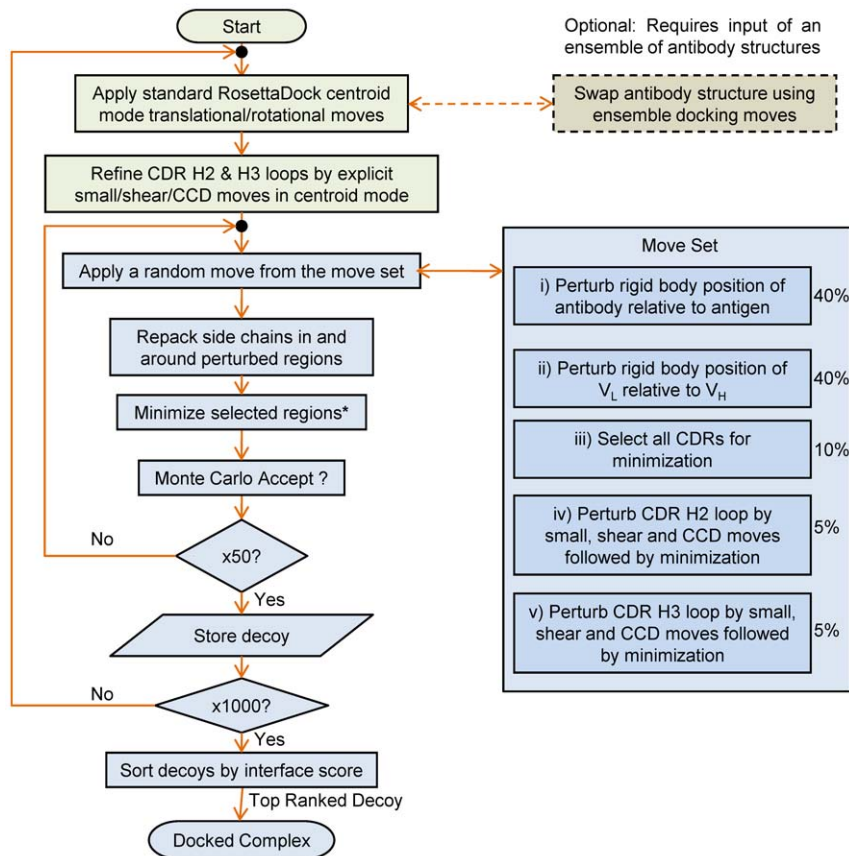 Start
Optional: Requires input of an
ensemble of antibody structures
Apply standard RosettaDock centroid
mode translational/rotational moves
Swap antibody structure using
ensemble docking moves
Refine CDR H2 & H3 loops by explicit
small/shear/CCD moves in centroid mode
Apply a random move from the move set
Repack side chains in and
around perturbed regions
Minimize selected regions*
Monte Carlo Accept ?
No
x50?
Yes
Store decoy
No
x1000?
Yes
Sort decoys by interface score
Top Ranked Decoy
Docked Complex
Move Set
i) Perturb rigid body position of
antibody relative to antigen
40%
ii) Perturb rigid body position of
VL relative to VH
40%
iii) Select all CDRs for
minimization
10%
iv) Perturb CDR H2 loop by
small, shear and CCD moves
followed by minimization
5%
v) Perturb CDR H3 loop by small,
shear and CCD moves followed
by minimization
5%